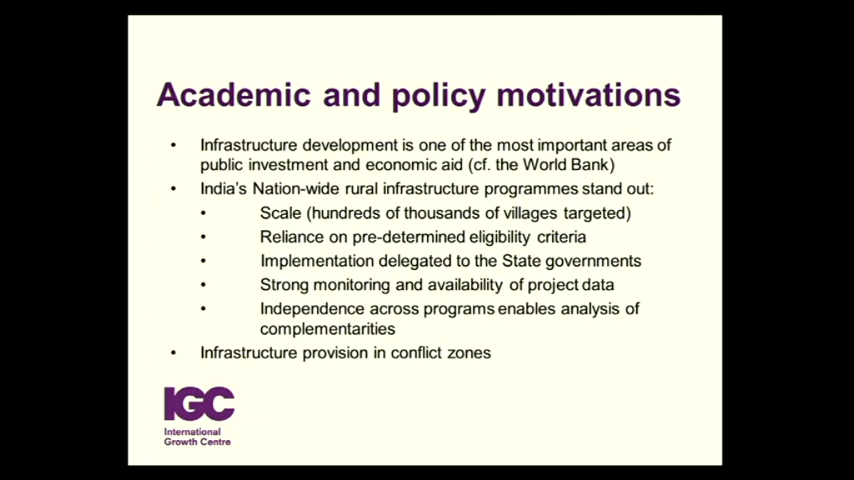 Academic and policy motivations
• Infrastructure development is one of the most important areas of
public investment and economic aid (cf. the World Bank)
• India's Nation-wide rural infrastructure programmes stand out:
• Scale (hundreds of thousands of villages targeted)
• Reliance on pre-determined eligibility criteria
• Implementation delegated to the State governments
• Strong monitoring and availability of project data
• Independence across programs enables analysis of
complementarities
• Infrastructure provision in conflict zones
IGC
International
Growth Centre